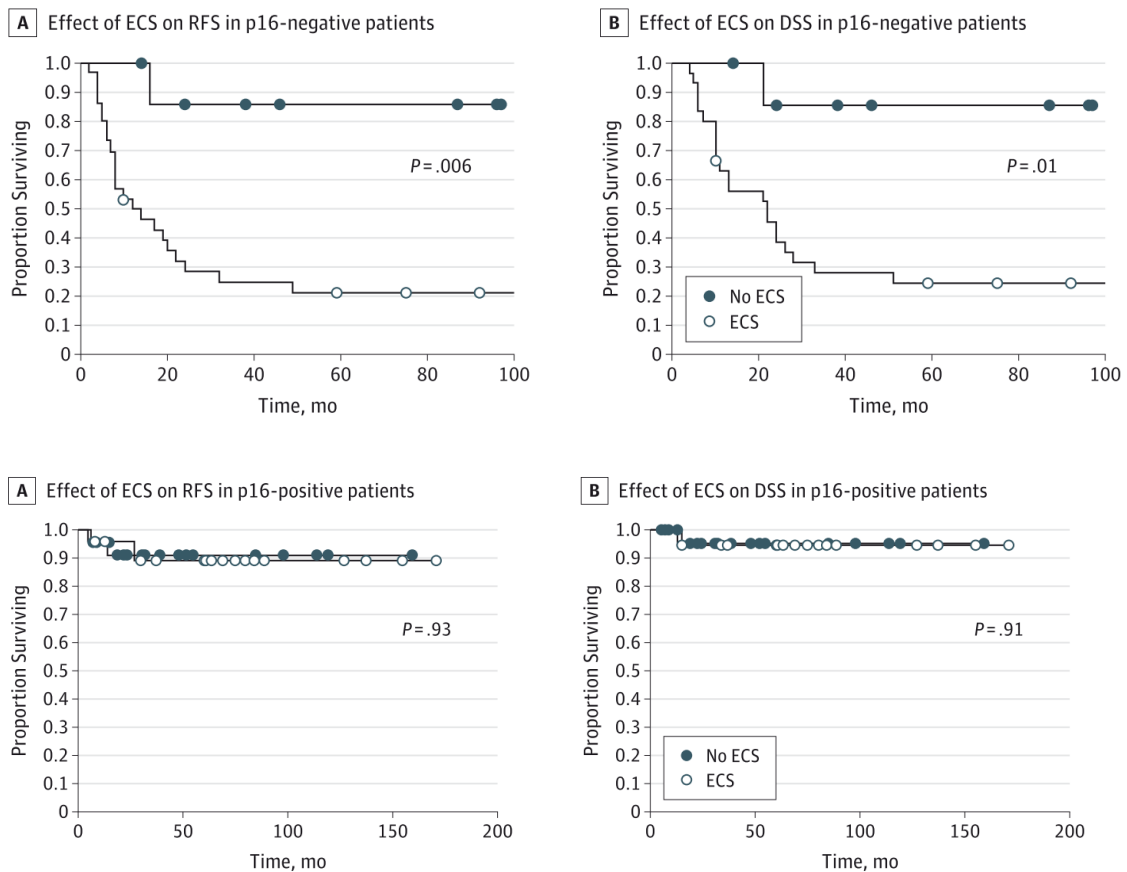 A Effect of ECS on RFS in p16-negative patients
1.0
0.9
0.8
0.7
0.6
0.5
0.4
0.3
0.2
0.1
0
Proportion Surviving
P = .006
0 20 40 60 80 100
Time, mo
B Effect of ECS on DSS in p16-negative patients
1.0
0.9
0.8
0.7
0.6
0.5
0.4
0.3
0.2
0.1
0
Proportion Surviving
P = .01
No ECS
ECS
0 20 40 60 80 100
Time, mo
A Effect of ECS on RFS in p16-positive patients
1.0
0.9
0.8
0.7
0.6
0.5
0.4
0.3
0.2
0.1
0
Proportion Surviving
P = .93
0 50 100 150 200
Time, mo
B Effect of ECS on DSS in p16-positive patients
1.0
0.9
0.8
0.7
0.6
0.5
0.4
0.3
0.2
0.1
0
Proportion Surviving
P = .91
No ECS
ECS
0 50 100 150 200
Time, mo